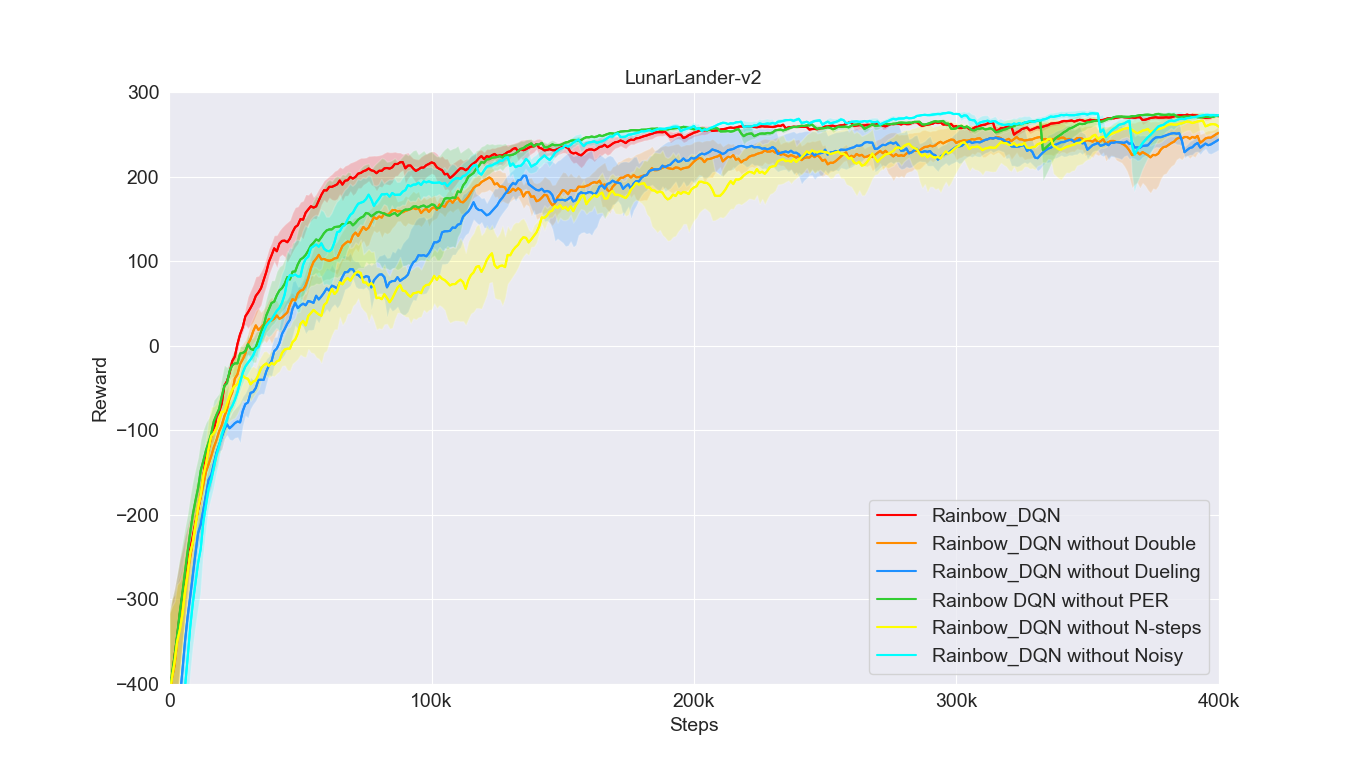 LunarLander-v2
300
200
100
0
−100
−200
−300
−400
Reward
0 100k 200k 300k 400k
Steps
Rainbow_DQN
Rainbow_DQN without Double
Rainbow_DQN without Dueling
Rainbow DQN without PER
Rainbow_DQN without N-steps
Rainbow_DQN without Noisy